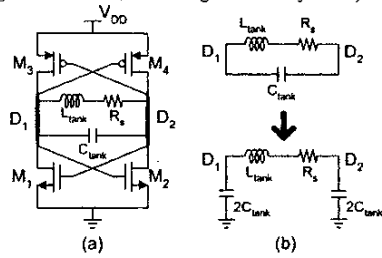 V_DD
M_3
M_4
D_1
L_tank
R_s
D_2
C_tank
M_1
M_2
(a)
L_tank
R_s
D_1
D_2
C_tank
D_1
L_tank
R_s
D_2
2C_tank
2C_tank
(b)